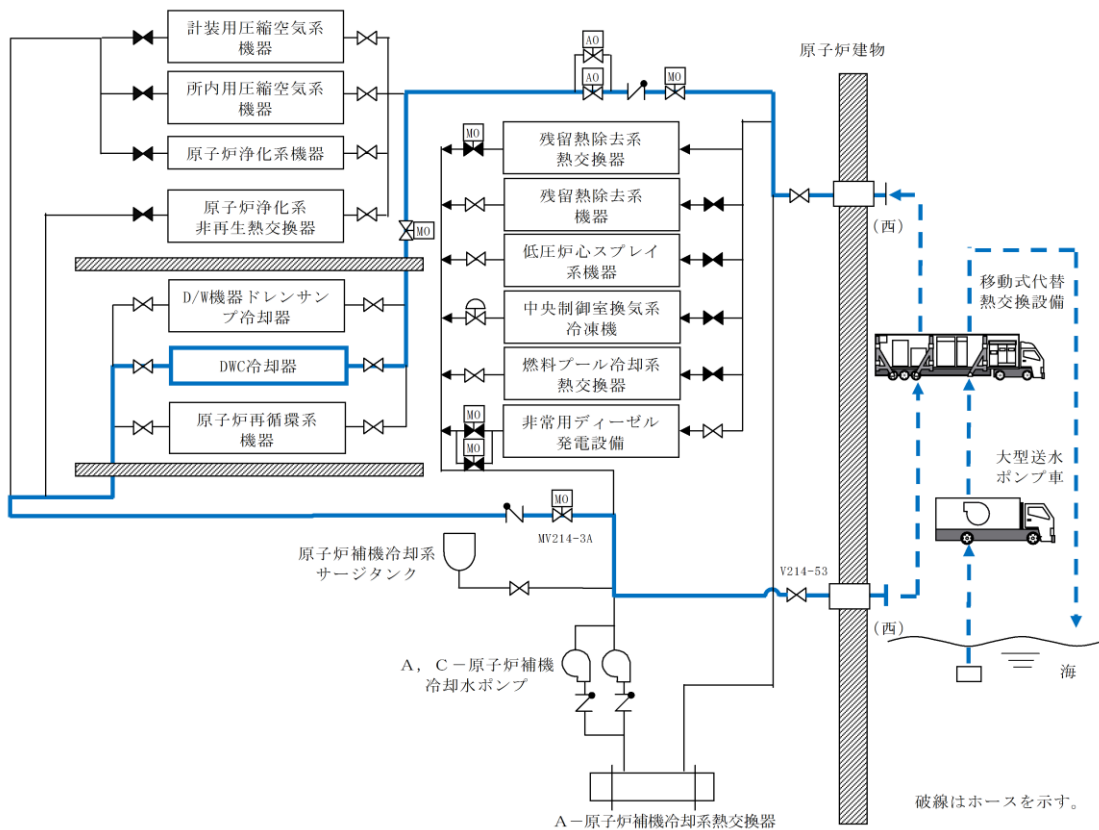 計装用圧縮空気系
機器
所内用圧縮空気系
機器
原子炉浄化系機器
原子炉浄化系
非再生熱交換器
MO
D/W機器ドレンサン
プ冷却器
DWC冷却器
原子炉再循環系
機器
AO
AO
MO
MO
残留熱除去系
熱交換器
残留熱除去系
機器
低圧炉心スプレイ
系機器
中央制御室換気系
冷凍機
燃料プール冷却系
熱交換器
MO
MO
非常用ディーゼル
発電設備
MO
MV214-3A
原子炉補機冷却系
サージタンク
A，C－原子炉補機
冷却水ポンプ
A－原子炉補機冷却系熱交換器
V214-53
原子炉建物
(西)
(西)
移動式代替
熱交換設備
大型送水
ポンプ車
海
破線はホースを示す。